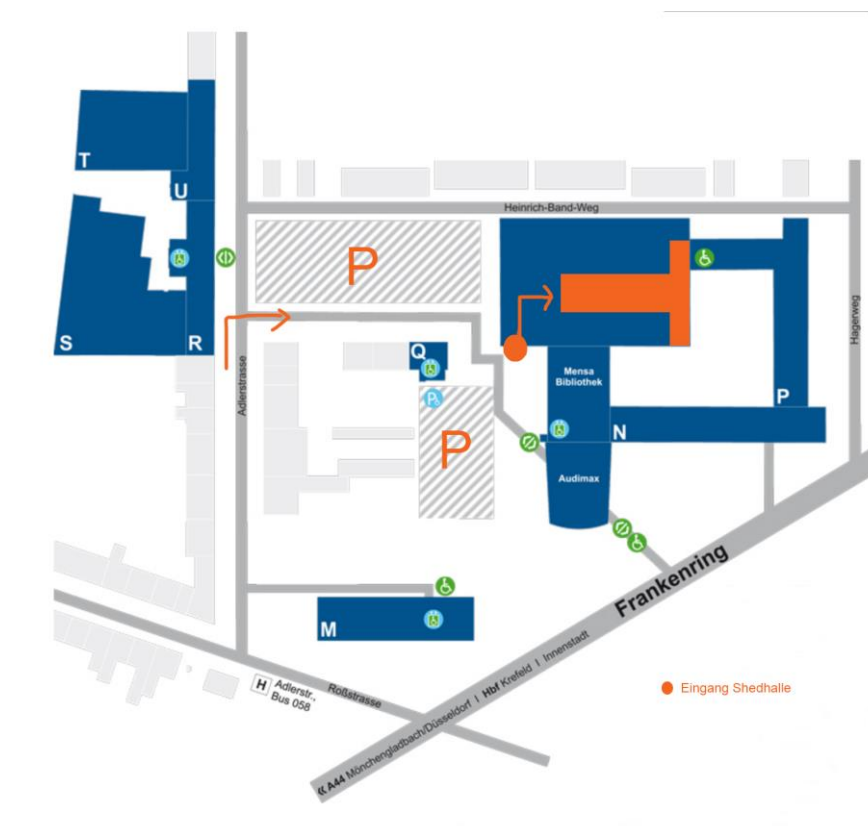 T
U
Heinrich-Band-Weg
P
S
R
Q
Adlerstrasse
Hagerweg
Mensa
Bibliothek
P
P
P
N
Audimax
Frankenring
M
H Adlerstr.,
Bus 058
Roßstrasse
« A44 Mönchengladbach/Düsseldorf I Hbf Krefeld I Innenstadt
Eingang Shedhalle